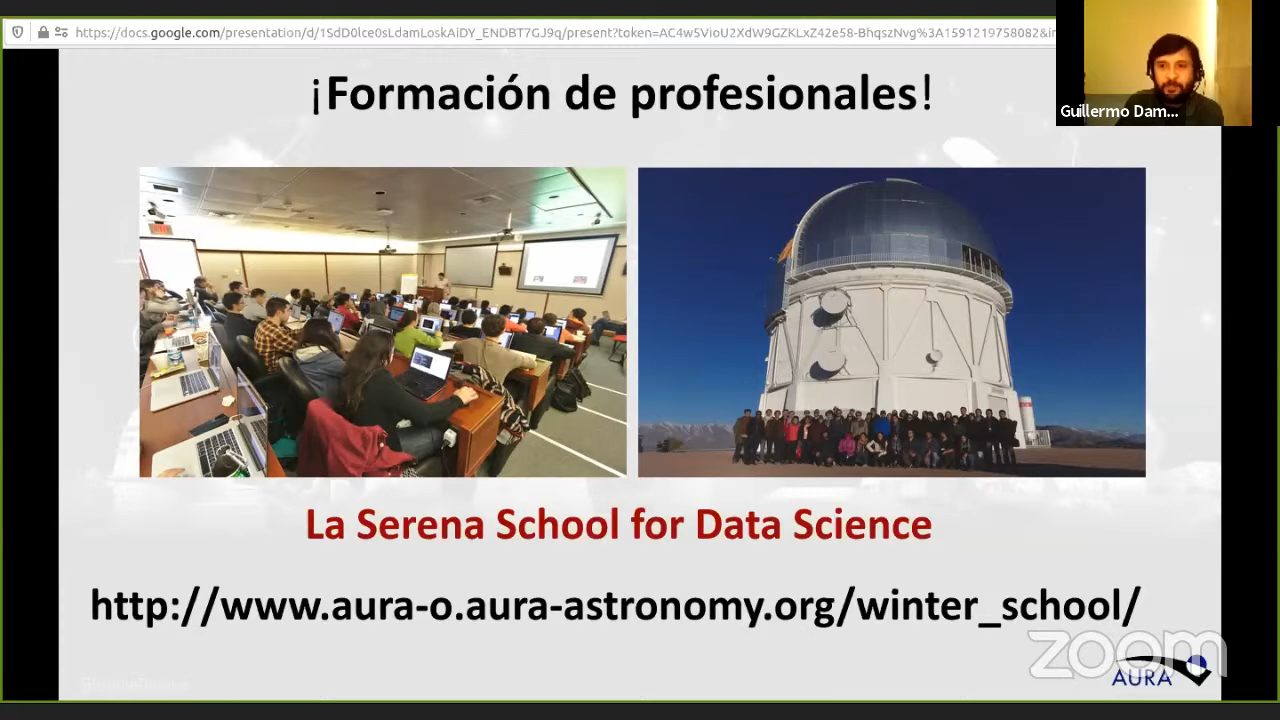 https://docs.google.com/presentation/d/1SdDolce0sLdamLoskAiDY_ENDBT7GJ9q/present?token=AC4w5VioU2XdW9GZKLxZ42e58-BhqszNvg%3A1591219758082&i
Guillermo Dam...
¡Formación de profesionales!
La Serena School for Data Science
http://www.aura-o.aura-astronomy.org/winter_school/
zoom
AURA